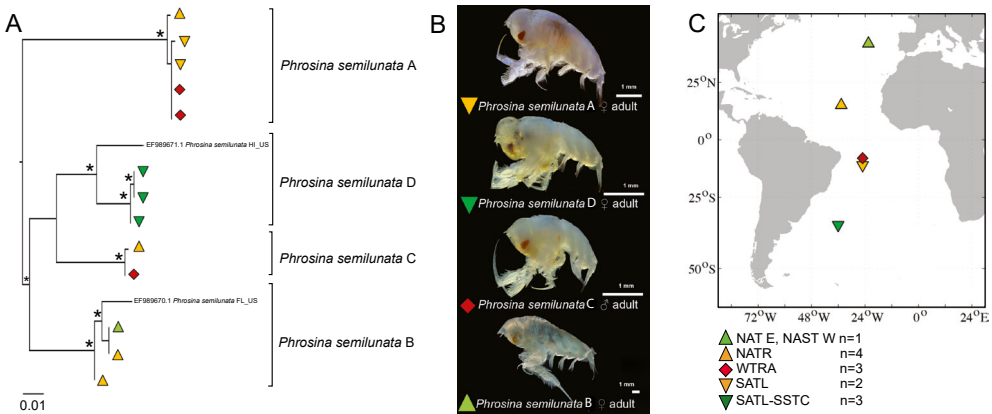 A
Phrosina semilunata A
EF989671.1 Phrosina semilunata HI_US
Phrosina semilunata D
Phrosina semilunata C
EF989670.1 Phrosina semilunata FL_US
Phrosina semilunata B
0.01
B
1 mm
Phrosina semilunata A ♀ adult
1 mm
Phrosina semilunata D ♀ adult
1 mm
Phrosina semilunata C ♂ adult
1 mm
Phrosina semilunata B ♀ adult
C
25°N
0°
25°S
50°S
72°W 48°W 24°W 0° 24°E
NAT E, NAST W n=1
NATR n=4
WTRA n=3
SATL n=2
SATL-SSTC n=3